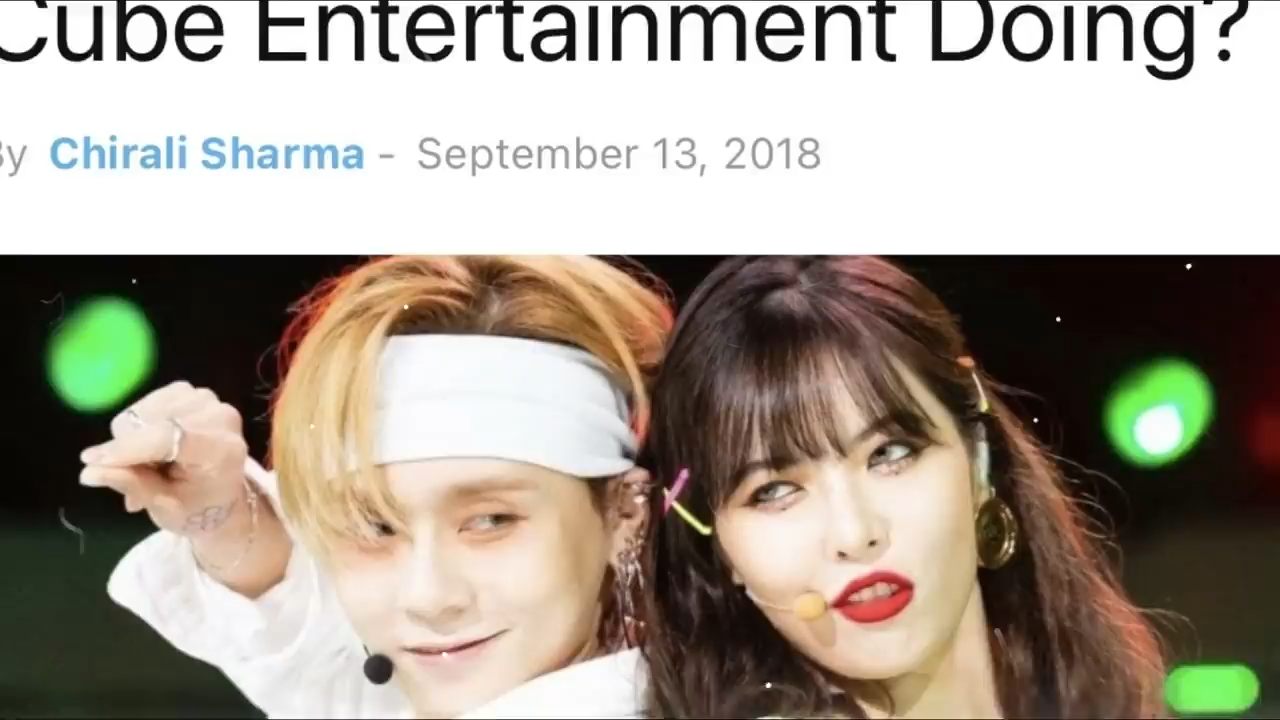 Cube Entertainment Doing?
By Chirali Sharma - September 13, 2018